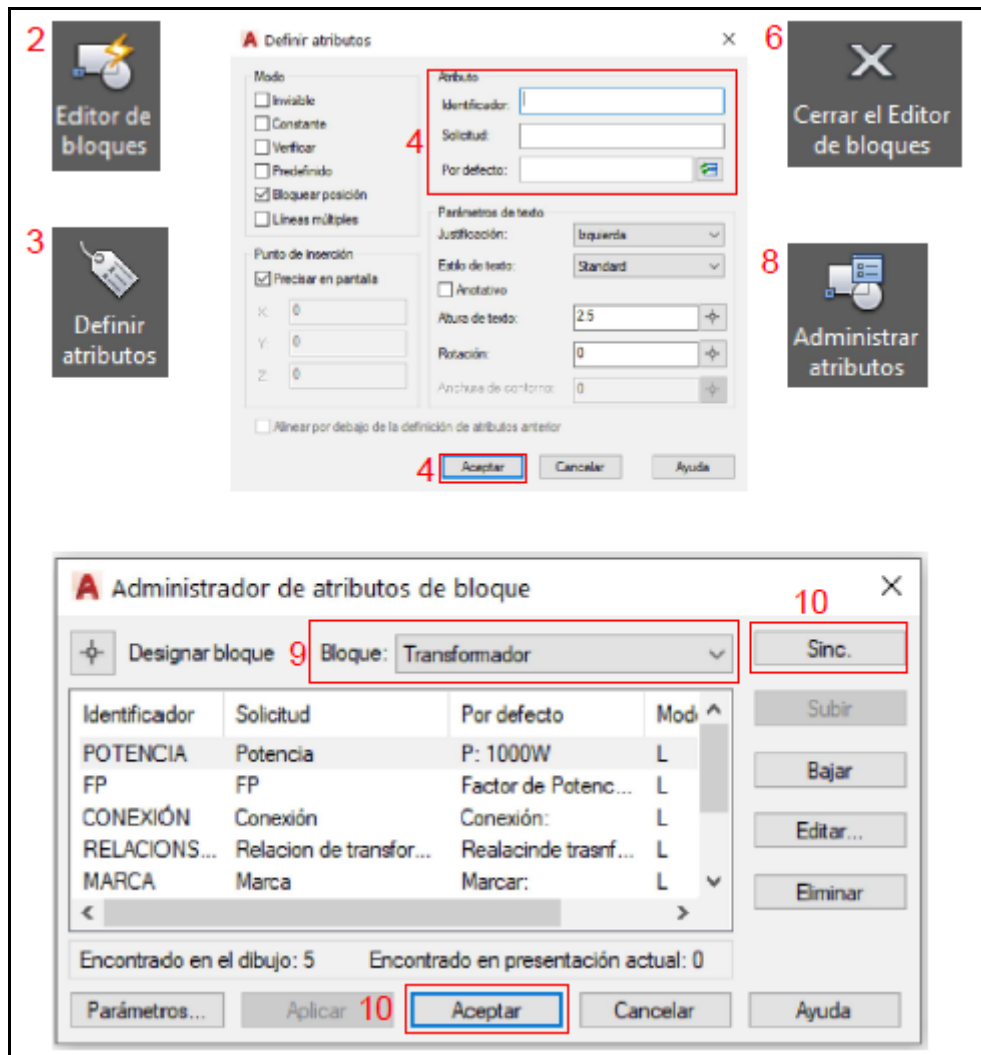 2
Editor de
bloques
3
Definir
atributos
A Definir atributos
Modo
Invisible
Constante
Verificar
Predefinido
Bloquear posición
Líneas múltiples
Punto de inserción
Precisar en pantalla
X: 0
Y: 0
Z: 0
4
Atributo
Identificador:
Solicitud:
Por defecto:
Parámetros de texto
Justificación: Izquierda
Estilo de texto: Standard
Anotativo
Altura de texto: 2.5
Rotación: 0
Anchura de contorno: 0
Alinear por debajo de la definición de atributos anterior
4 Aceptar Cancelar Ayuda
6
Cerrar el Editor
de bloques
8
Administrar
atributos
A Administrador de atributos de bloque
10
Designar bloque 9 Bloque: Transformador Sinc.
Identificador Solicitud Por defecto Mod
POTENCIA Potencia P: 1000W L
FP FP Factor de Potenc... L
CONEXIÓN Conexión Conexión: L
RELACIONS... Relacion de transfor... Realacinde trasnf... L
MARCA Marca Marcar: L
Subir
Bajar
Editar...
Eliminar
Encontrado en el dibujo: 5 Encontrado en presentación actual: 0
Parámetros... Aplicar 10 Aceptar Cancelar Ayuda